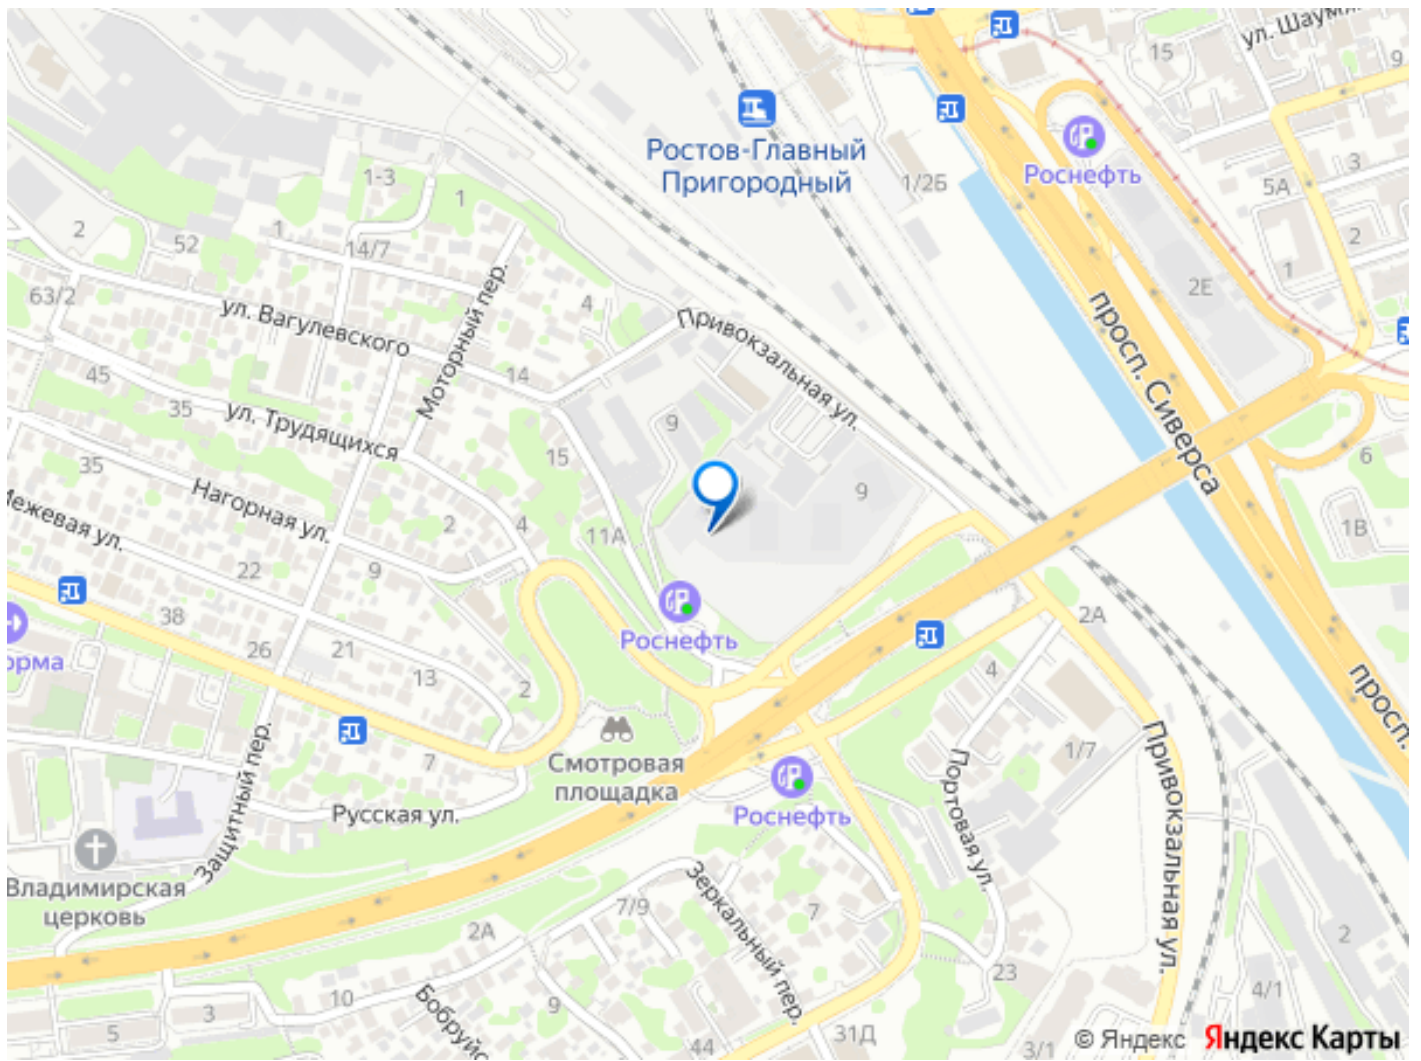 ул. Шаумя
15
9
Ростов-Главный
Пригородный
1/2Б
Роснефть
3
5А
2
1
2Е
1-3
1
2
52
1
14/7
63/2
ул. Вагулевского
Моторный пер.
4
Привокзальная ул.
просп. Сиверса
45
35
14
ул. Трудящихся
9
15
35
Нагорная ул.
Межевая ул.
2
4
11А
9
6
1В
22
9
38
26
21
13
2
Роснефть
2А
4
орма
7
Смотровая
площадка
Защитный пер.
Русская ул.
Роснефть
Портовая ул.
1/7
Привокзальная ул.
просп.
Владимирская
церковь
2А
7/9
Зеркальный пер.
7
23
2
10
Бобруйс
9
3
5
44
31Д
3/1
4/1
© Яндекс Яндекс Карты